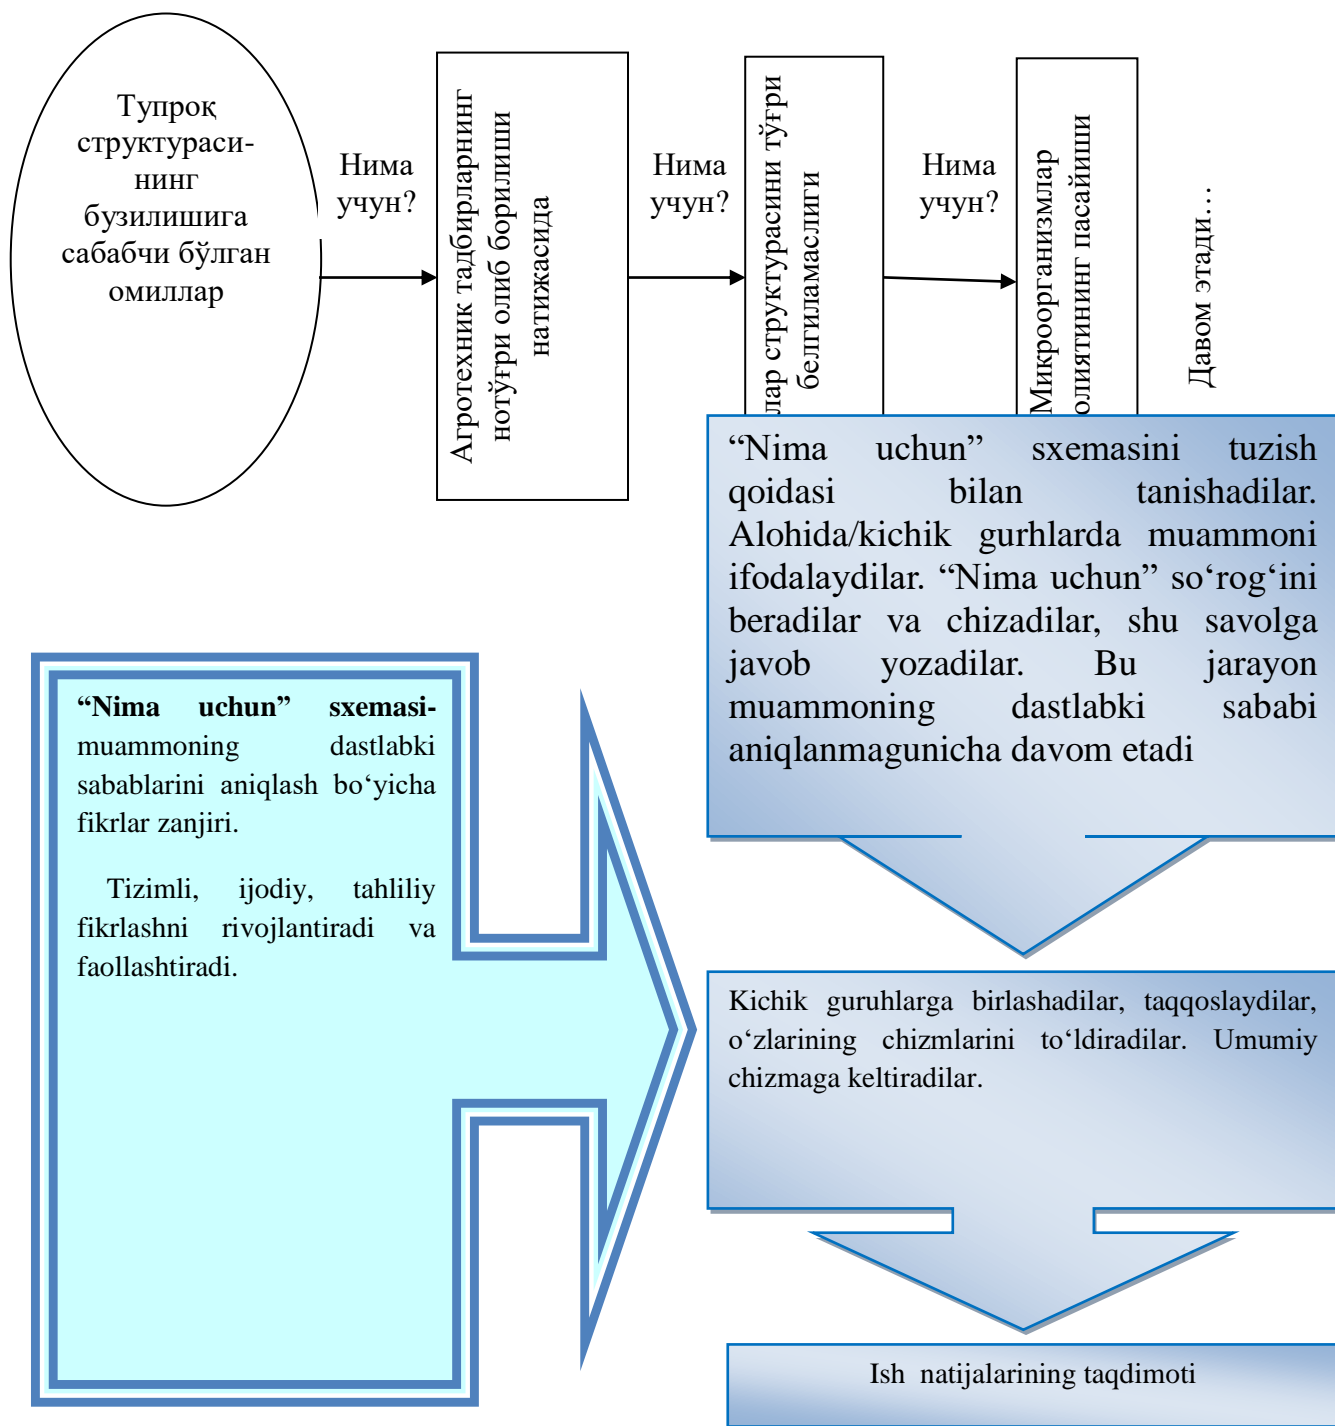 Тупроқ
структураси-
нинг
бузилишига
сабабчи бўлган
омиллар
Нима
учун?
Агротехник тадбирларнинг
нотўғри олиб борилиши
натижасида
Нима
учун?
структурасини тўғри
белгиламаслиги
Нима
учун?
Микроорганизмлар
пасайиши
Давом этади…
“Nima uchun” sxemasini tuzish
qoidasi bilan tanishadilar.
Alohida/kichik gurhlarda muammoni
ifodalaydilar. “Nima uchun” so‘rog‘ini
beradilar va chizadilar, shu savolga
javob yozadilar. Bu jarayon
muammoning dastlabki sababi
aniqlanmagunicha davom etadi
“Nima uchun” sxemasi-
muammoning dastlabki
sabablarini aniqlash bo‘yicha
fikrlar zanjiri.
Tizimli, ijodiy, tahliliy
fikrlashni rivojlantiradi va
faollashtiradi.
Kichik guruhlarga birlashadilar, taqqoslaydilar,
o‘zlarining chizmlarini to‘ldiradilar. Umumiy
chizmaga keltiradilar.
Ish natijalarining taqdimoti